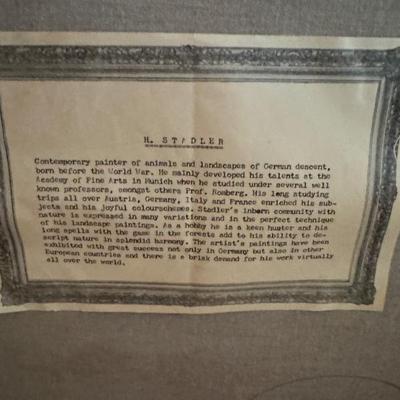 H. STADLER
Contemporary painter of animals and landscapes of German descent,
born before the World War. He mainly developed his talents at the
Academy of Fine Arts in Munich when he studied under several well
known professors, amongst others Prof. Romberg. His long studying
trips all over Austria, Germany, Italy and France enriched his sub-
jects and his joyful colourschemes. Stadler's inborn community with
nature is expressed in many variations and in the perfect technique
of his landscape paintings. As a hobby he is a keen hunter and his
long spells with the game in the forests add to his ability to de-
script nature in splendid harmony. The artist's paintings have been
exhibited with great success not only in Germany but also in other
European countries and there is a brisk demand for his work virtually
all over the world.